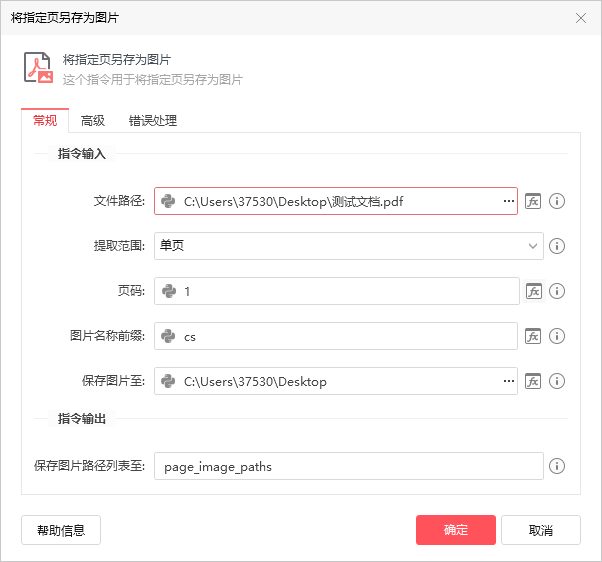 将指定页另存为图片
将指定页另存为图片
这个指令用于将指定页另存为图片
常规 高级 错误处理
指令输入
文件路径: C:\Users\37530\Desktop\测试文档.pdf ··· fx
提取范围: 单页
页码: 1 fx
图片名称前缀: cs fx
保存图片至: C:\Users\37530\Desktop ··· fx
指令输出
保存图片路径列表至: page_image_paths
帮助信息 确定 取消